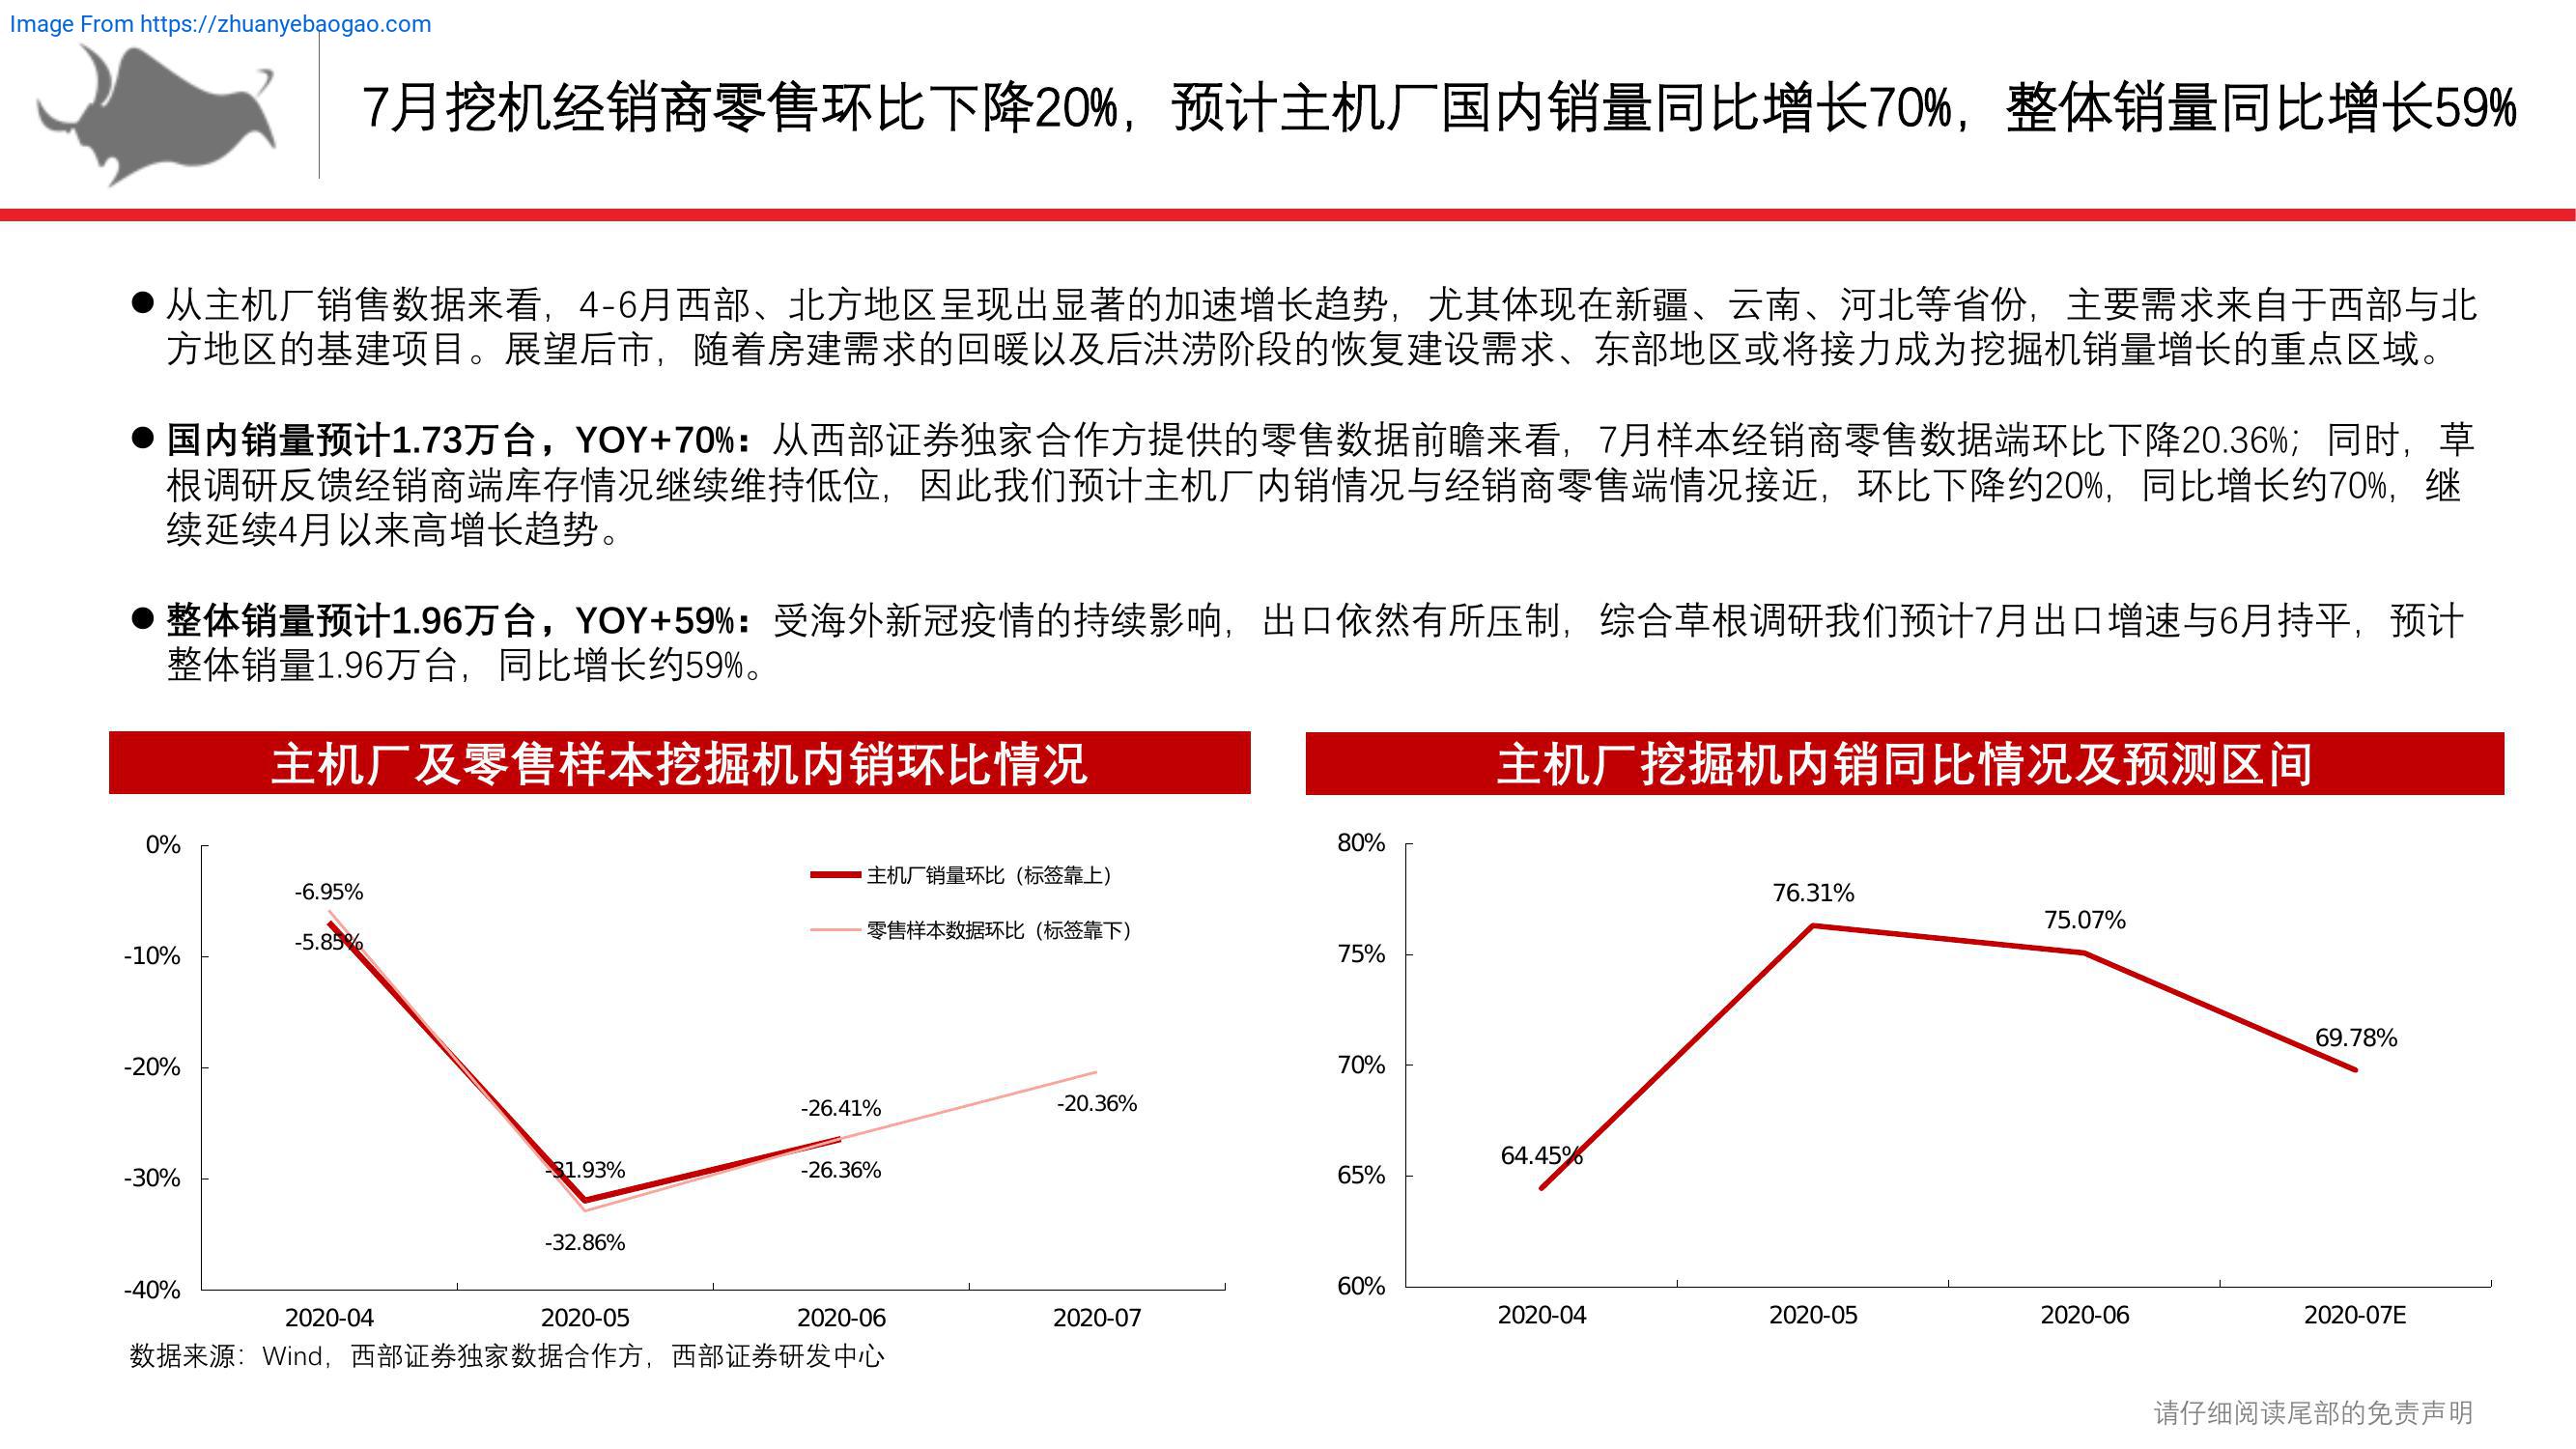 Image From https://zhuanyebaogao.com
7月挖机经销商零售环比下降20%，预计主机厂国内销量同比增长70%，整体销量同比增长59%
● 从主机厂销售数据来看，4-6月西部、北方地区呈现出显著的加速增长趋势，尤其体现在新疆、云南、河北等省份，主要需求来自于西部与北
方地区的基建项目。展望后市，随着房建需求的回暖以及后洪涝阶段的恢复建设需求、东部地区或将接力成为挖掘机销量增长的重点区域。
● 国内销量预计1.73万台，YOY+70%：从西部证券独家合作方提供的零售数据前瞻来看，7月样本经销商零售数据端环比下降20.36%；同时，草
根调研反馈经销商端库存情况继续维持低位，因此我们预计主机厂内销情况与经销商零售端情况接近，环比下降约20%，同比增长约70%，继
续延续4月以来高增长趋势。
● 整体销量预计1.96万台，YOY+59%：受海外新冠疫情的持续影响，出口依然有所压制，综合草根调研我们预计7月出口增速与6月持平，预计
整体销量1.96万台，同比增长约59%。
主机厂及零售样本挖掘机内销环比情况
0%
-10%
-20%
-30%
-40%
主机厂销量环比（标签靠上）
零售样本数据环比（标签靠下）
-6.95%
-5.85%
-31.93%
-32.86%
-26.41%
-26.36%
-20.36%
2020-04 2020-05 2020-06 2020-07
主机厂挖掘机内销同比情况及预测区间
80%
75%
70%
65%
60%
64.45%
76.31%
75.07%
69.78%
2020-04 2020-05 2020-06 2020-07E
数据来源：Wind，西部证券独家数据合作方，西部证券研发中心
请仔细阅读尾部的免责声明